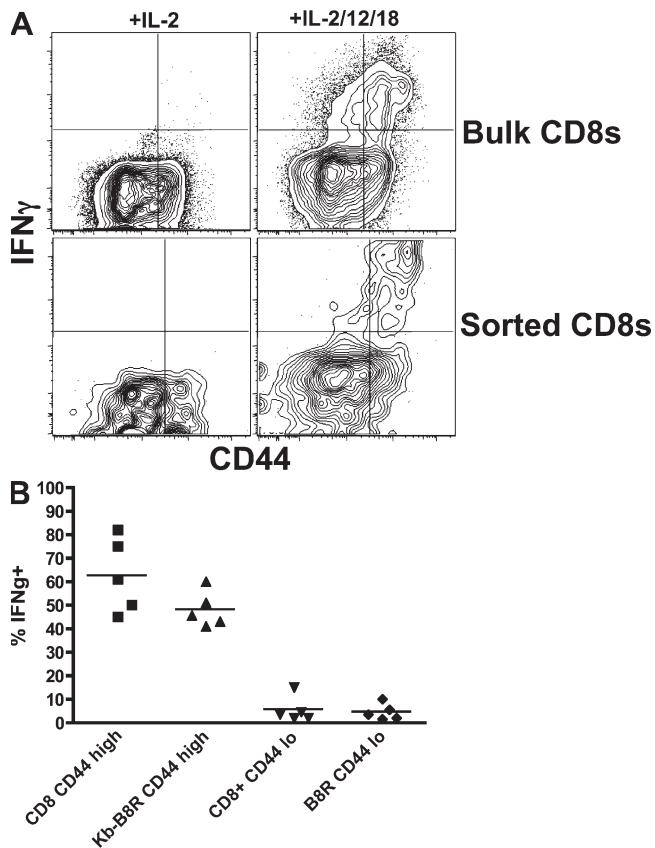 A
+IL-2
+IL-2/12/18
Bulk CD8s
IFNγ
Sorted CD8s
CD44
B
100
90
80
70
60
50
40
30
20
10
0
% IFNg+
CD8 CD44 high
Kb-B8R CD44 high
CD8+ CD44 lo
B8R CD44 lo